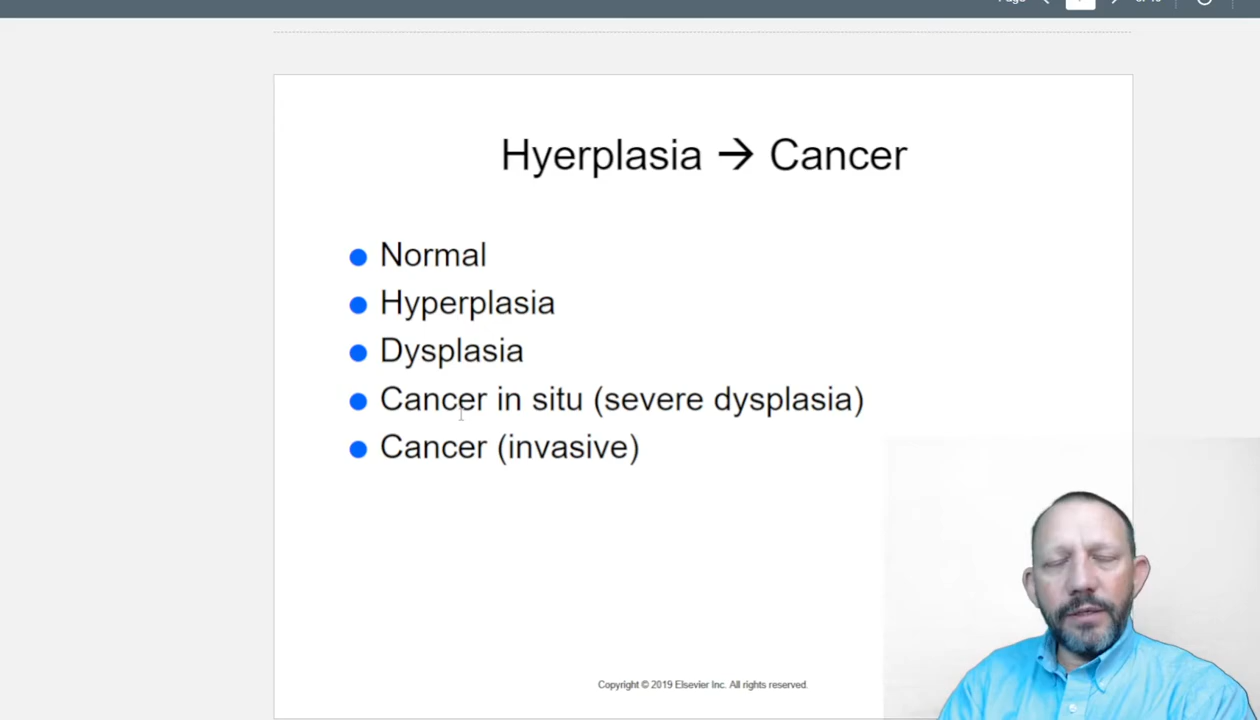 Hyerplasia → Cancer
Normal
Hyperplasia
Dysplasia
Cancer in situ (severe dysplasia)
Cancer (invasive)
Copyright © 2019 Elsevier Inc. All rights reserved.